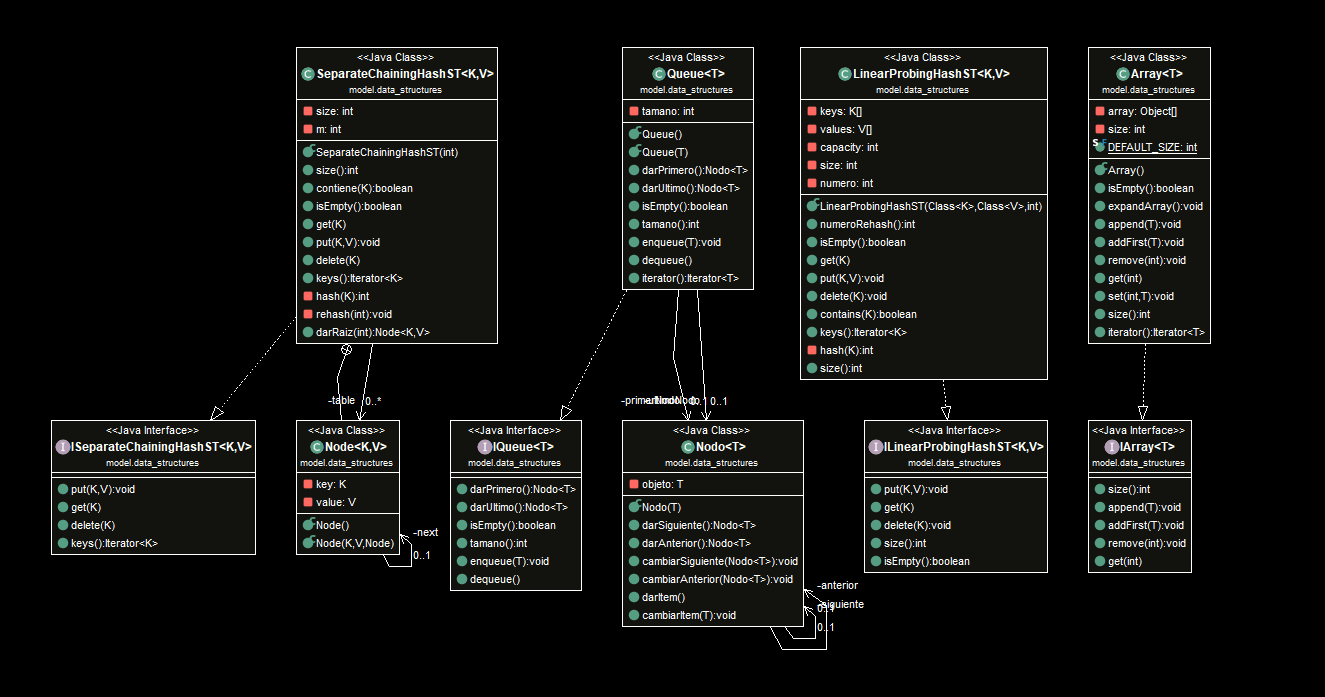 <<Java Class>>
SeparateChainingHashST<K,V>
model.data_structures
size: int
m: int
SeparateChainingHashST(int)
size():int
contiene(K):boolean
isEmpty():boolean
get(K)
put(K,V):void
delete(K)
keys():Iterator<K>
hash(K):int
rehash(int):void
darRaiz(int):Node<K,V>
<<Java Class>>
Queue<T>
model.data_structures
tamano: int
Queue()
Queue(T)
darPrimero():Nodo<T>
darUltimo():Nodo<T>
isEmpty():boolean
tamano():int
enqueue(T):void
dequeue()
iterator():Iterator<T>
<<Java Class>>
LinearProbingHashST<K,V>
model.data_structures
keys: K[]
values: V[]
capacity: int
size: int
numero: int
LinearProbingHashST(Class<K>,Class<V>,int)
numeroRehash():int
isEmpty():boolean
get(K)
put(K,V):void
delete(K):void
contains(K):boolean
keys():Iterator<K>
hash(K):int
size():int
<<Java Class>>
Array<T>
model.data_structures
array: Object[]
size: int
DEFAULT_SIZE: int
Array()
isEmpty():boolean
expandArray():void
append(T):void
addFirst(T):void
remove(int):void
get(int)
set(int,T):void
size():int
iterator():Iterator<T>
-table
0..*
0..1
<<Java Interface>>
ISeparateChainingHashST<K,V>
model.data_structures
put(K,V):void
get(K)
delete(K)
keys():Iterator<K>
<<Java Class>>
Node<K,V>
model.data_structures
key: K
value: V
Node()
Node(K,V,Node)
-next
0..1
<<Java Interface>>
IQueue<T>
model.data_structures
darPrimero():Nodo<T>
darUltimo():Nodo<T>
isEmpty():boolean
tamano():int
enqueue(T):void
dequeue()
<<Java Class>>
Nodo<T>
model.data_structures
objeto: T
Nodo(T)
darSiguiente():Nodo<T>
darAnterior():Nodo<T>
cambiarSiguiente(Nodo<T>):void
cambiarAnterior(Nodo<T>):void
darItem()
cambiarItem(T):void
-anterior
0..1
<<Java Interface>>
ILinearProbingHashST<K,V>
model.data_structures
put(K,V):void
get(K)
delete(K):void
size():int
isEmpty():boolean
<<Java Interface>>
IArray<T>
model.data_structures
size():int
append(T):void
addFirst(T):void
remove(int):void
get(int)